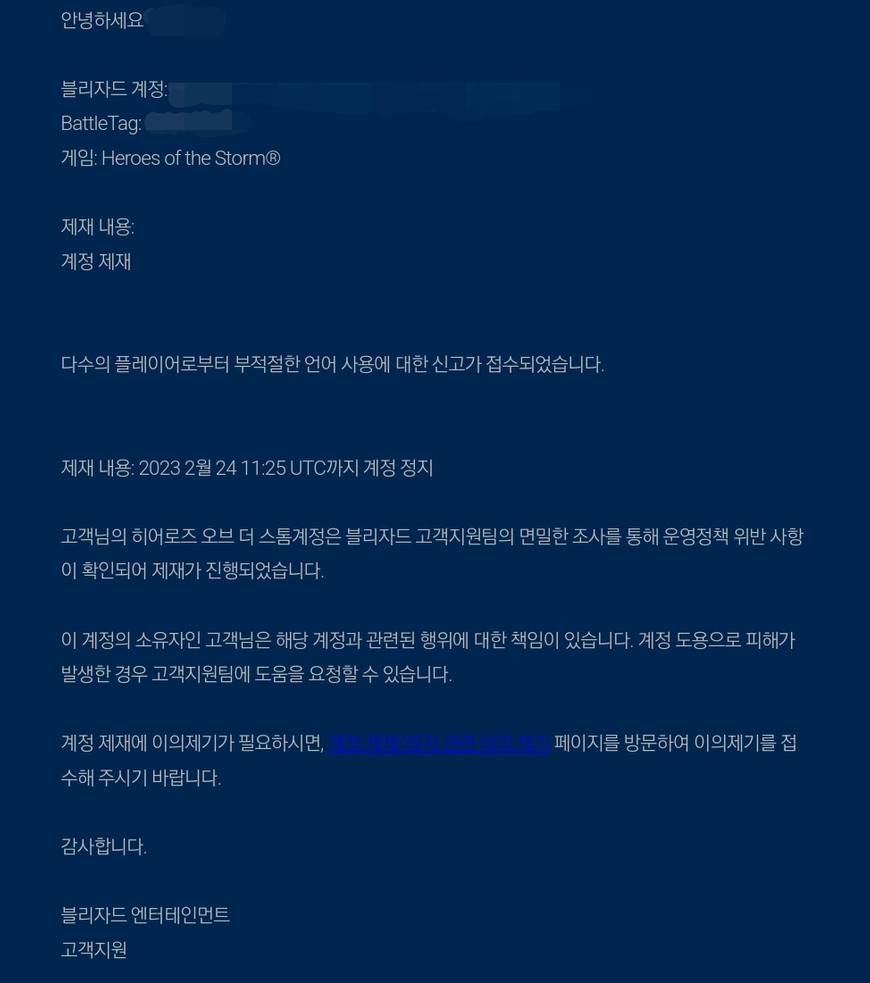 안녕하세요
블리자드 계정:
BattleTag:
게임: Heroes of the Storm®
제재 내용:
계정 제재
다수의 플레이어로부터 부적절한 언어 사용에 대한 신고가 접수되었습니다.
제재 내용: 2023 2월 24 11:25 UTC까지 계정 정지
고객님의 히어로즈 오브 더 스톰계정은 블리자드 고객지원팀의 면밀한 조사를 통해 운영정책 위반 사항
이 확인되어 제재가 진행되었습니다.
이 계정의 소유자인 고객님은 해당 계정과 관련된 행위에 대한 책임이 있습니다. 계정 도용으로 피해가
발생한 경우 고객지원팀에 도움을 요청할 수 있습니다.
계정 제재에 이의제기가 필요하시면, 계정 제재/정지 관련 이의 제기 페이지를 방문하여 이의제기를 접
수해 주시기 바랍니다.
감사합니다.
블리자드 엔터테인먼트
고객지원